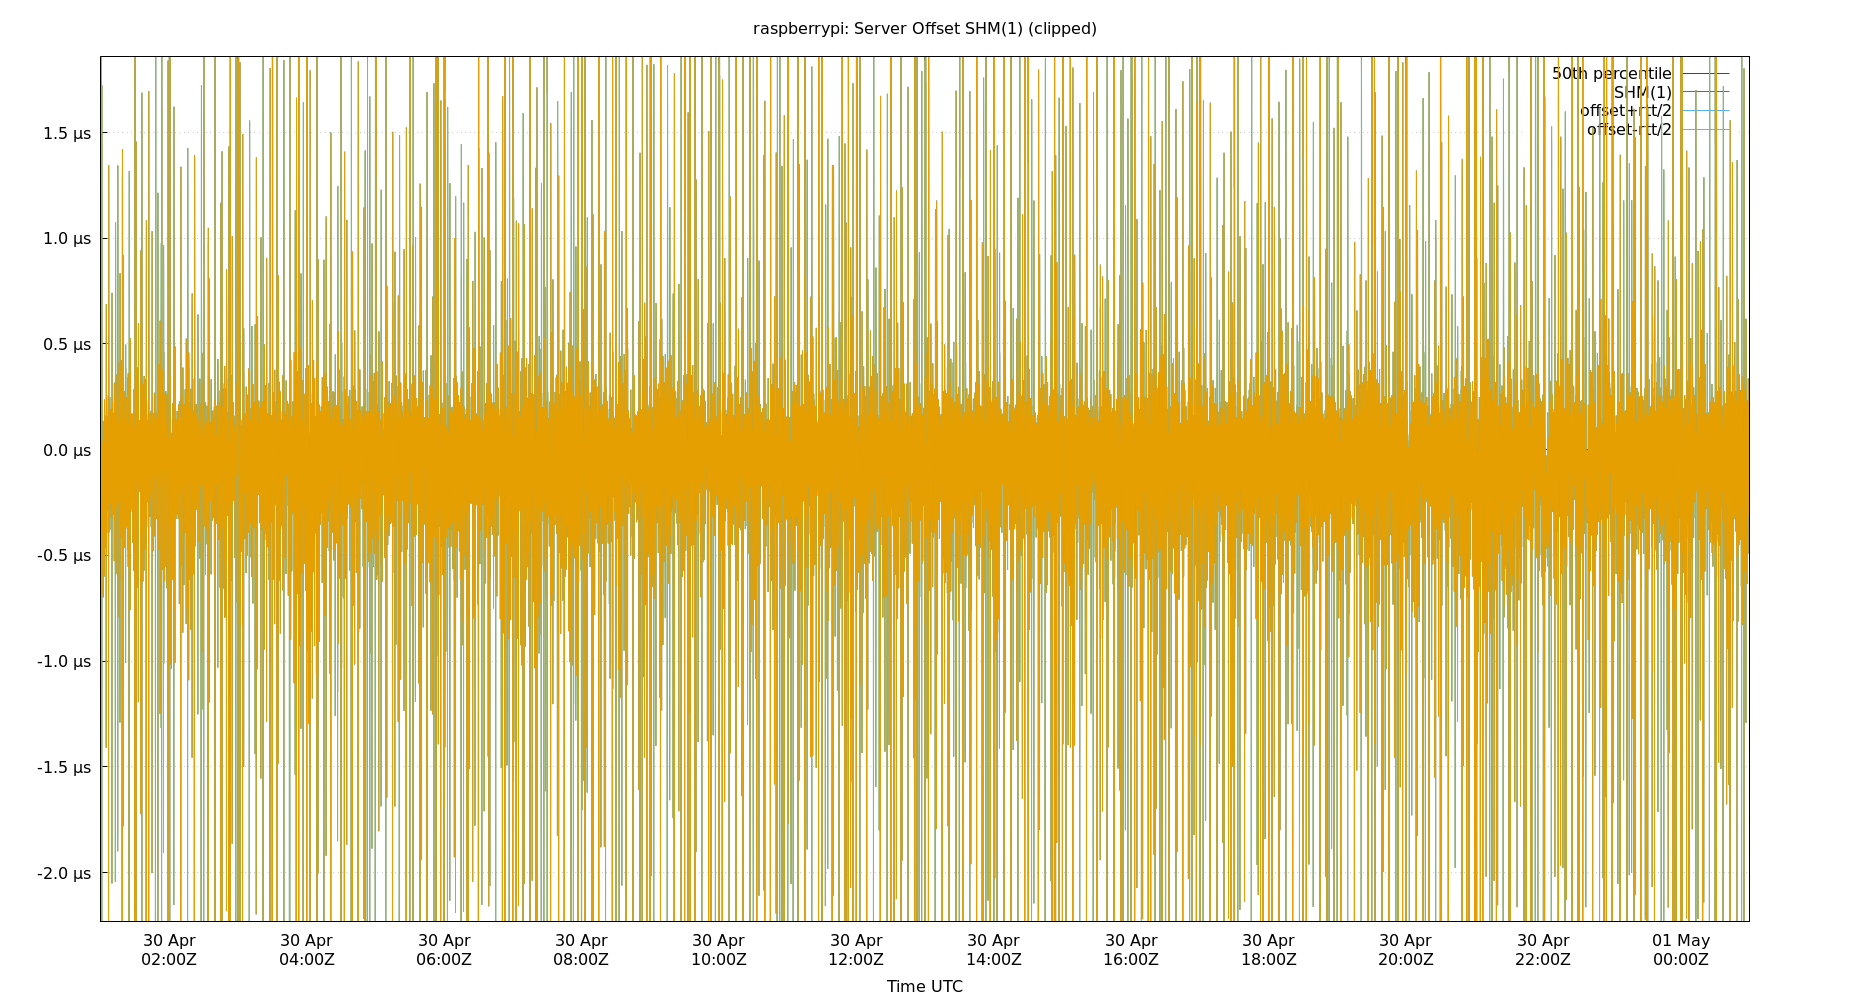 raspberrypi: Server Offset SHM(1) (clipped)
50th percentile
SHM(1)
offset+rtt/2
offset-rtt/2
1.5 µs
1.0 µs
0.5 µs
0.0 µs
-0.5 µs
-1.0 µs
-1.5 µs
-2.0 µs
30 Apr 30 Apr 30 Apr 30 Apr 30 Apr 30 Apr 30 Apr 30 Apr 30 Apr 30 Apr 30 Apr 01 May
02:00Z 04:00Z 06:00Z 08:00Z 10:00Z 12:00Z 14:00Z 16:00Z 18:00Z 20:00Z 22:00Z 00:00Z
Time UTC